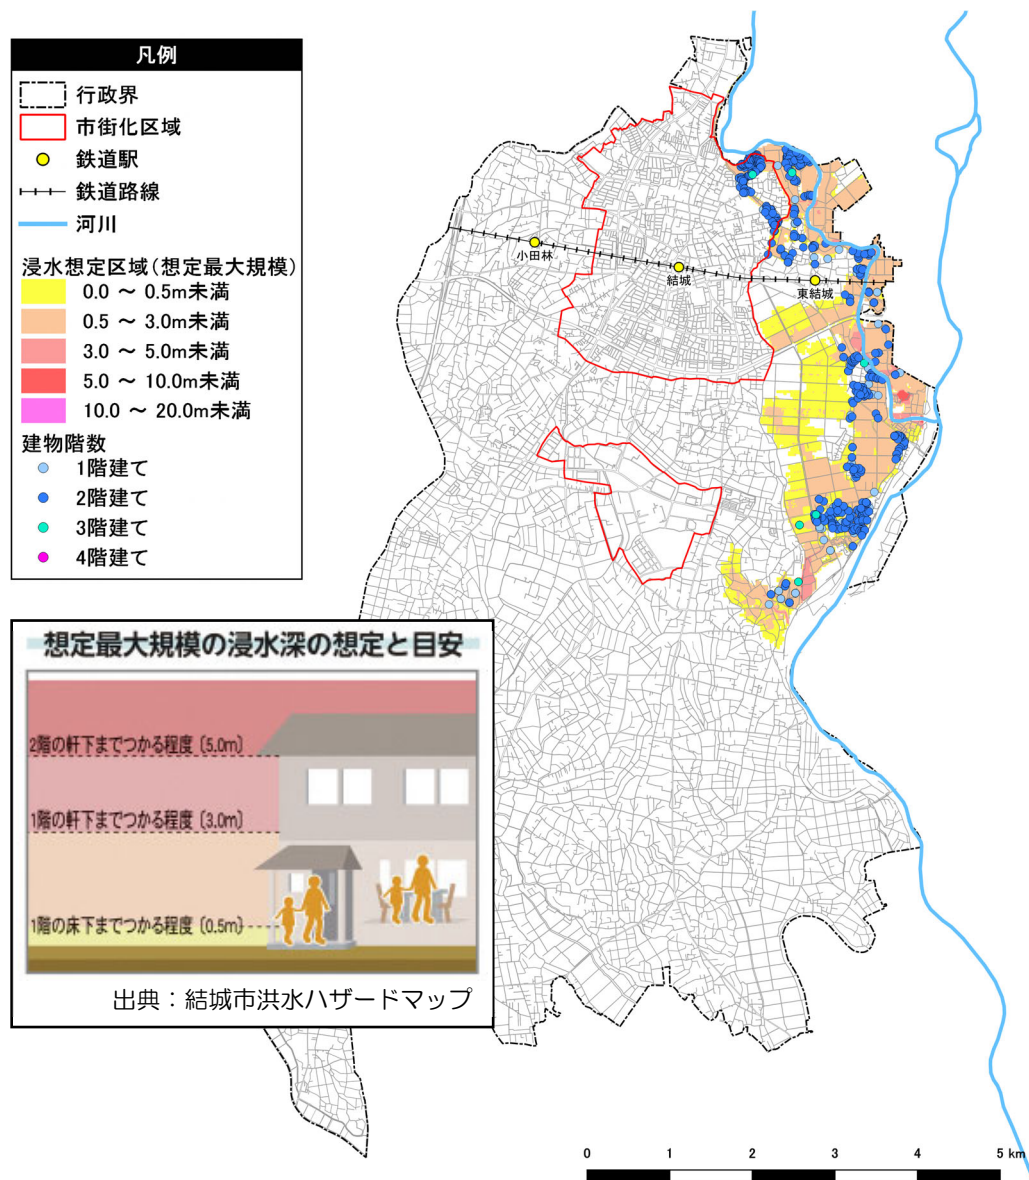 凡例
行政界
市街化区域
鉄道駅
鉄道路線
河川
浸水想定区域(想定最大規模)
0.0 ～ 0.5m未満
0.5 ～ 3.0m未満
3.0 ～ 5.0m未満
5.0 ～ 10.0m未満
10.0 ～ 20.0m未満
建物階数
1階建て
2階建て
3階建て
4階建て
小田林
結城
東結城
想定最大規模の浸水深の想定と目安
2階の軒下までつかる程度〔5.0m〕
1階の軒下までつかる程度〔3.0m〕
1階の床下までつかる程度〔0.5m〕
出典：結城市洪水ハザードマップ
0 1 2 3 4 5 km